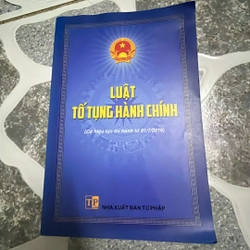 LUẬT
TỐ TỤNG HÀNH CHÍNH
(Có hiệu lực thi hành từ 01/7/2016)
TP
NHÀ XUẤT BẢN TƯ PHÁP